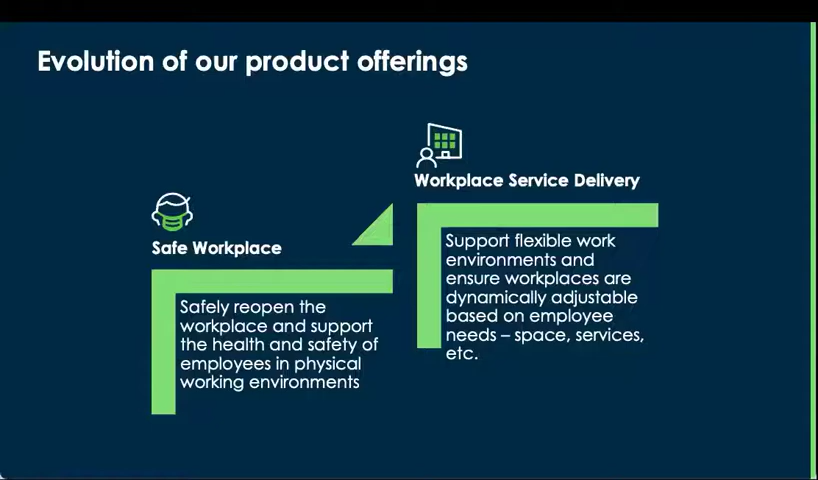 Evolution of our product offerings
Workplace Service Delivery
Support flexible work
environments and
ensure workplaces are
dynamically adjustable
based on employee
needs – space, services,
etc.
Safe Workplace
Safely reopen the
workplace and support
the health and safety of
employees in physical
working environments